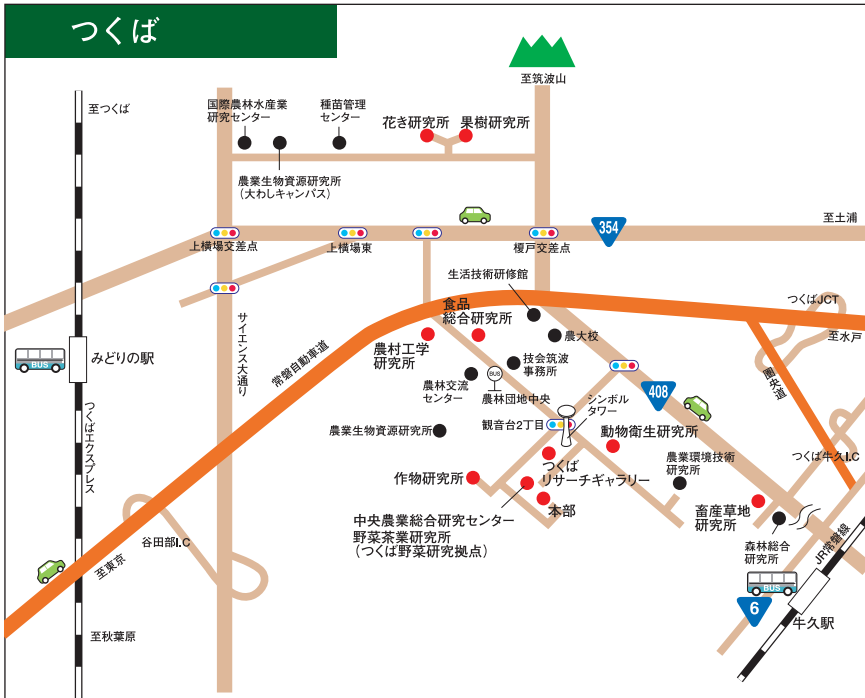 つくば
至筑波山
至つくば
国際農林水産業
研究センター
種苗管理
センター
花き研究所
果樹研究所
農業生物資源研究所
(大わしキャンパス)
354
至土浦
上横場交差点
上横場東
榎戸交差点
生活技術研修館
つくばJCT
食品
総合研究所
サイエンス大通り
常磐自動車道
農大校
至水戸
農村工学
研究所
BUS
みどりの駅
技会筑波
事務所
圏央道
農林交流
センター
BUS
農林団地中央
408
シンボル
タワー
つくばエクスプレス
農業生物資源研究所
観音台2丁目
動物衛生研究所
農業環境技術
研究所
つくば牛久I.C
つくば
リサーチギャラリー
作物研究所
本部
畜産草地
研究所
中央農業総合研究センター
野菜茶業研究所
(つくば野菜研究拠点)
谷田部I.C
森林総合
研究所
JR常磐線
至東京
BUS
6
牛久駅
至秋葉原